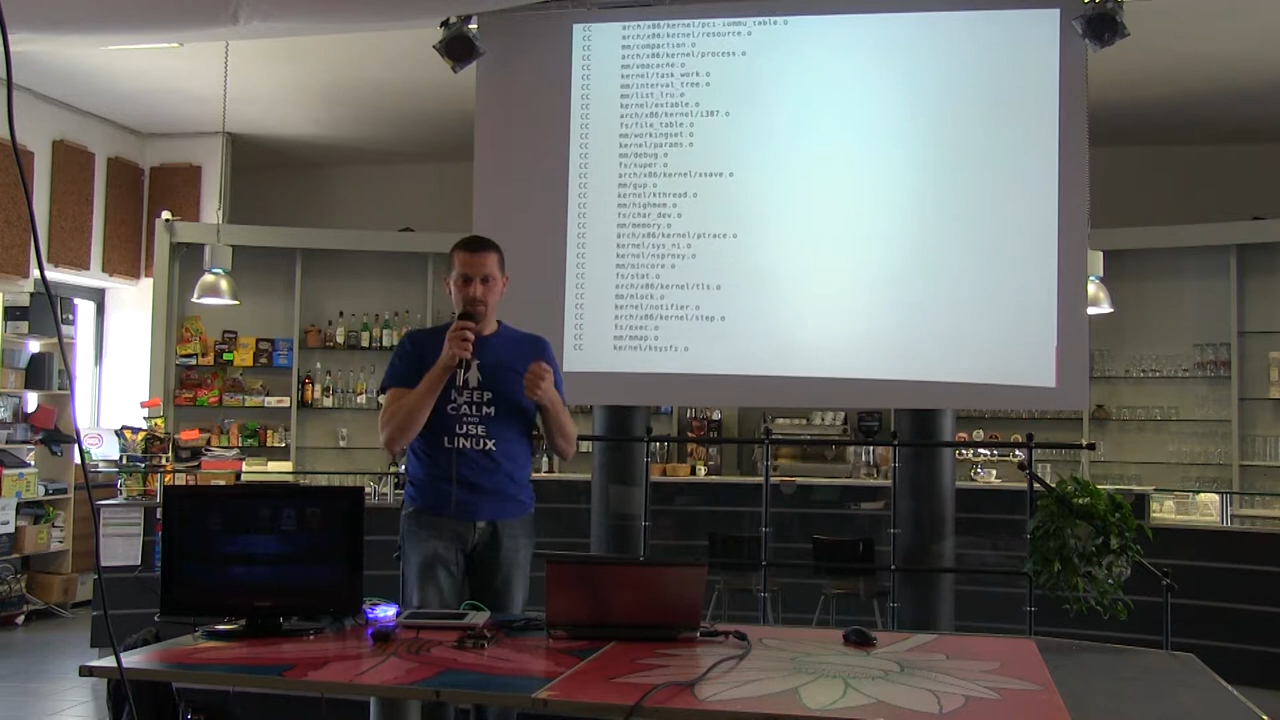 CC arch/x86/kernel/pci-iommu_table.o
CC arch/x86/kernel/resource.o
CC mm/compaction.o
CC arch/x86/kernel/process.o
CC mm/vmacache.o
CC kernel/task_work.o
CC mm/interval_tree.o
CC mm/list_lru.o
CC kernel/extable.o
CC arch/x86/kernel/i387.o
CC fs/file_table.o
CC mm/workingset.o
CC kernel/params.o
CC mm/debug.o
CC fs/super.o
CC arch/x86/kernel/xsave.o
CC mm/gup.o
CC kernel/kthread.o
CC mm/highmem.o
CC fs/char_dev.o
CC mm/memory.o
CC arch/x86/kernel/ptrace.o
CC kernel/sys_ni.o
CC kernel/nsproxy.o
CC mm/mincore.o
CC fs/stat.o
CC arch/x86/kernel/tls.o
CC mm/mlock.o
CC kernel/notifier.o
CC arch/x86/kernel/step.o
CC fs/exec.o
CC mm/mmap.o
CC kernel/ksysfs.o
KEEP
CALM
AND
USE
LINUX